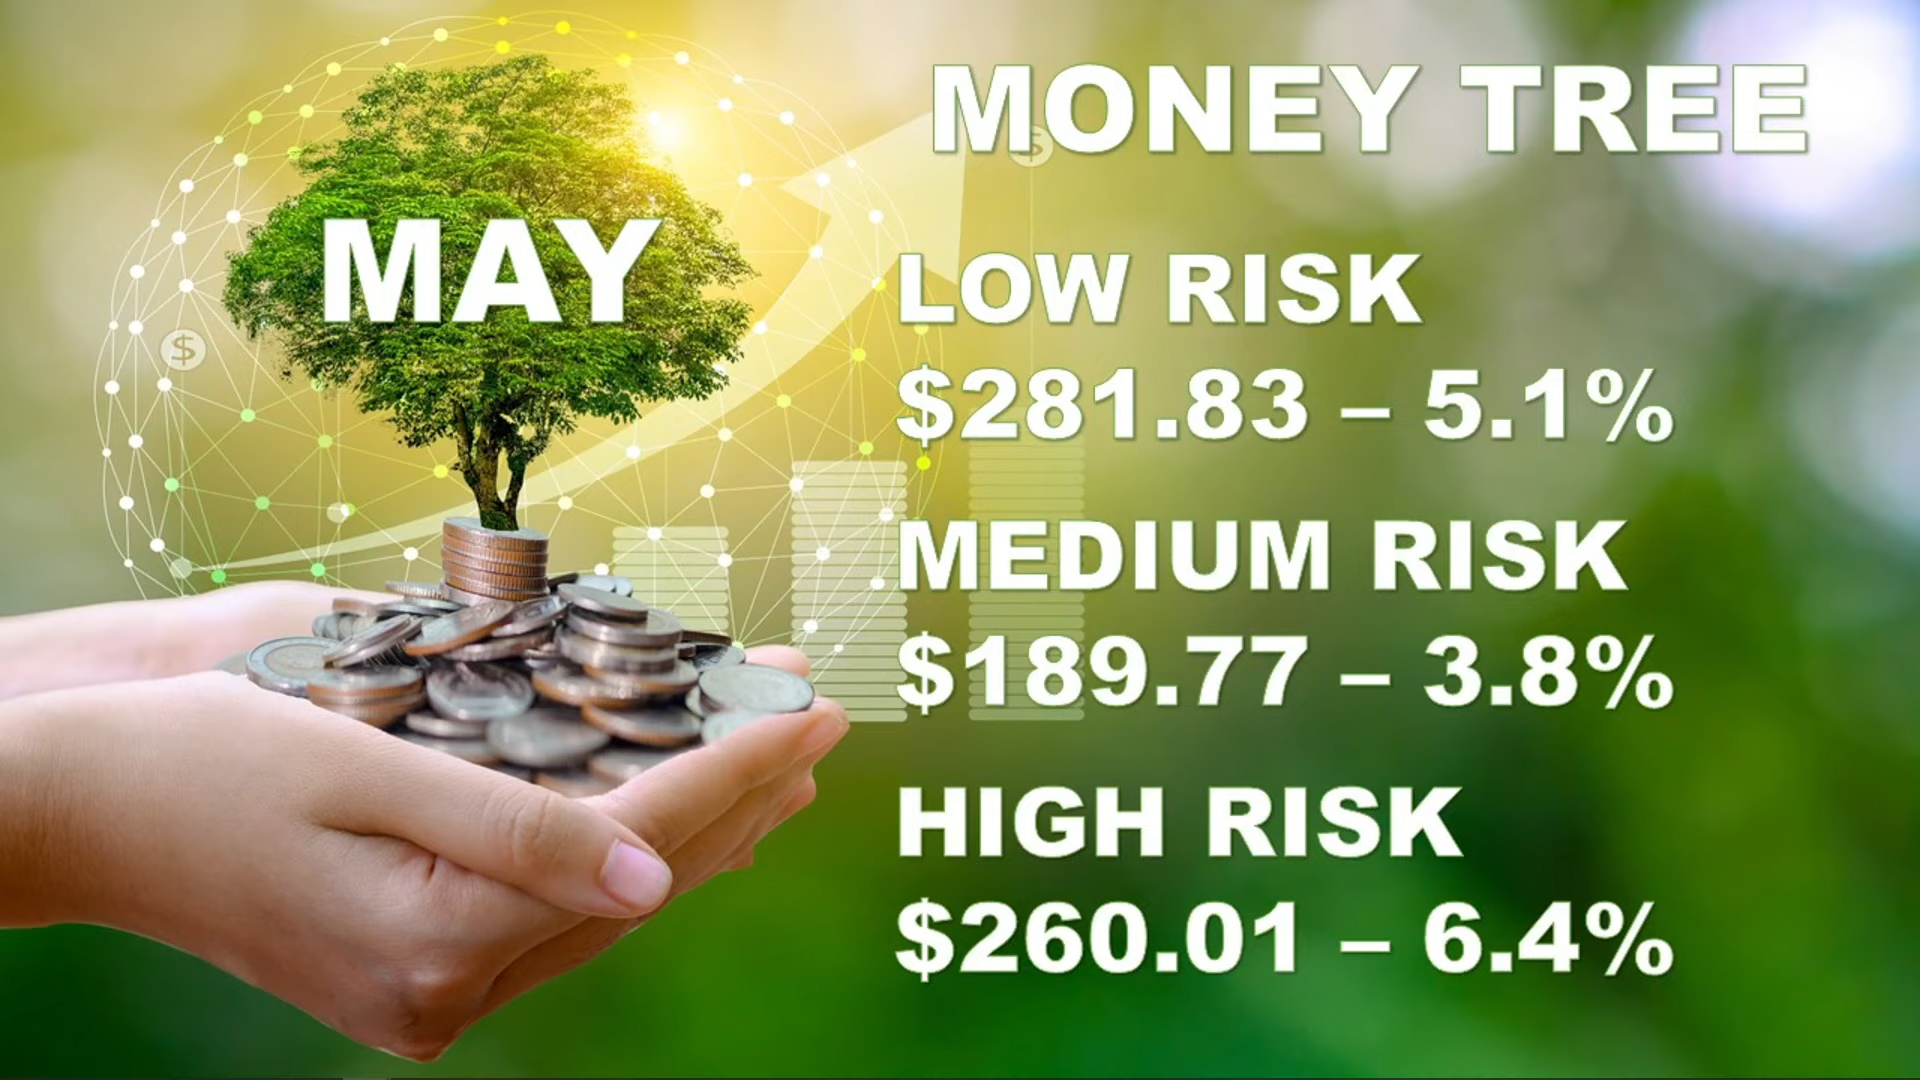 MONEY TREE
MAY
LOW RISK
$281.83 – 5.1%
MEDIUM RISK
$189.77 – 3.8%
HIGH RISK
$260.01 – 6.4%